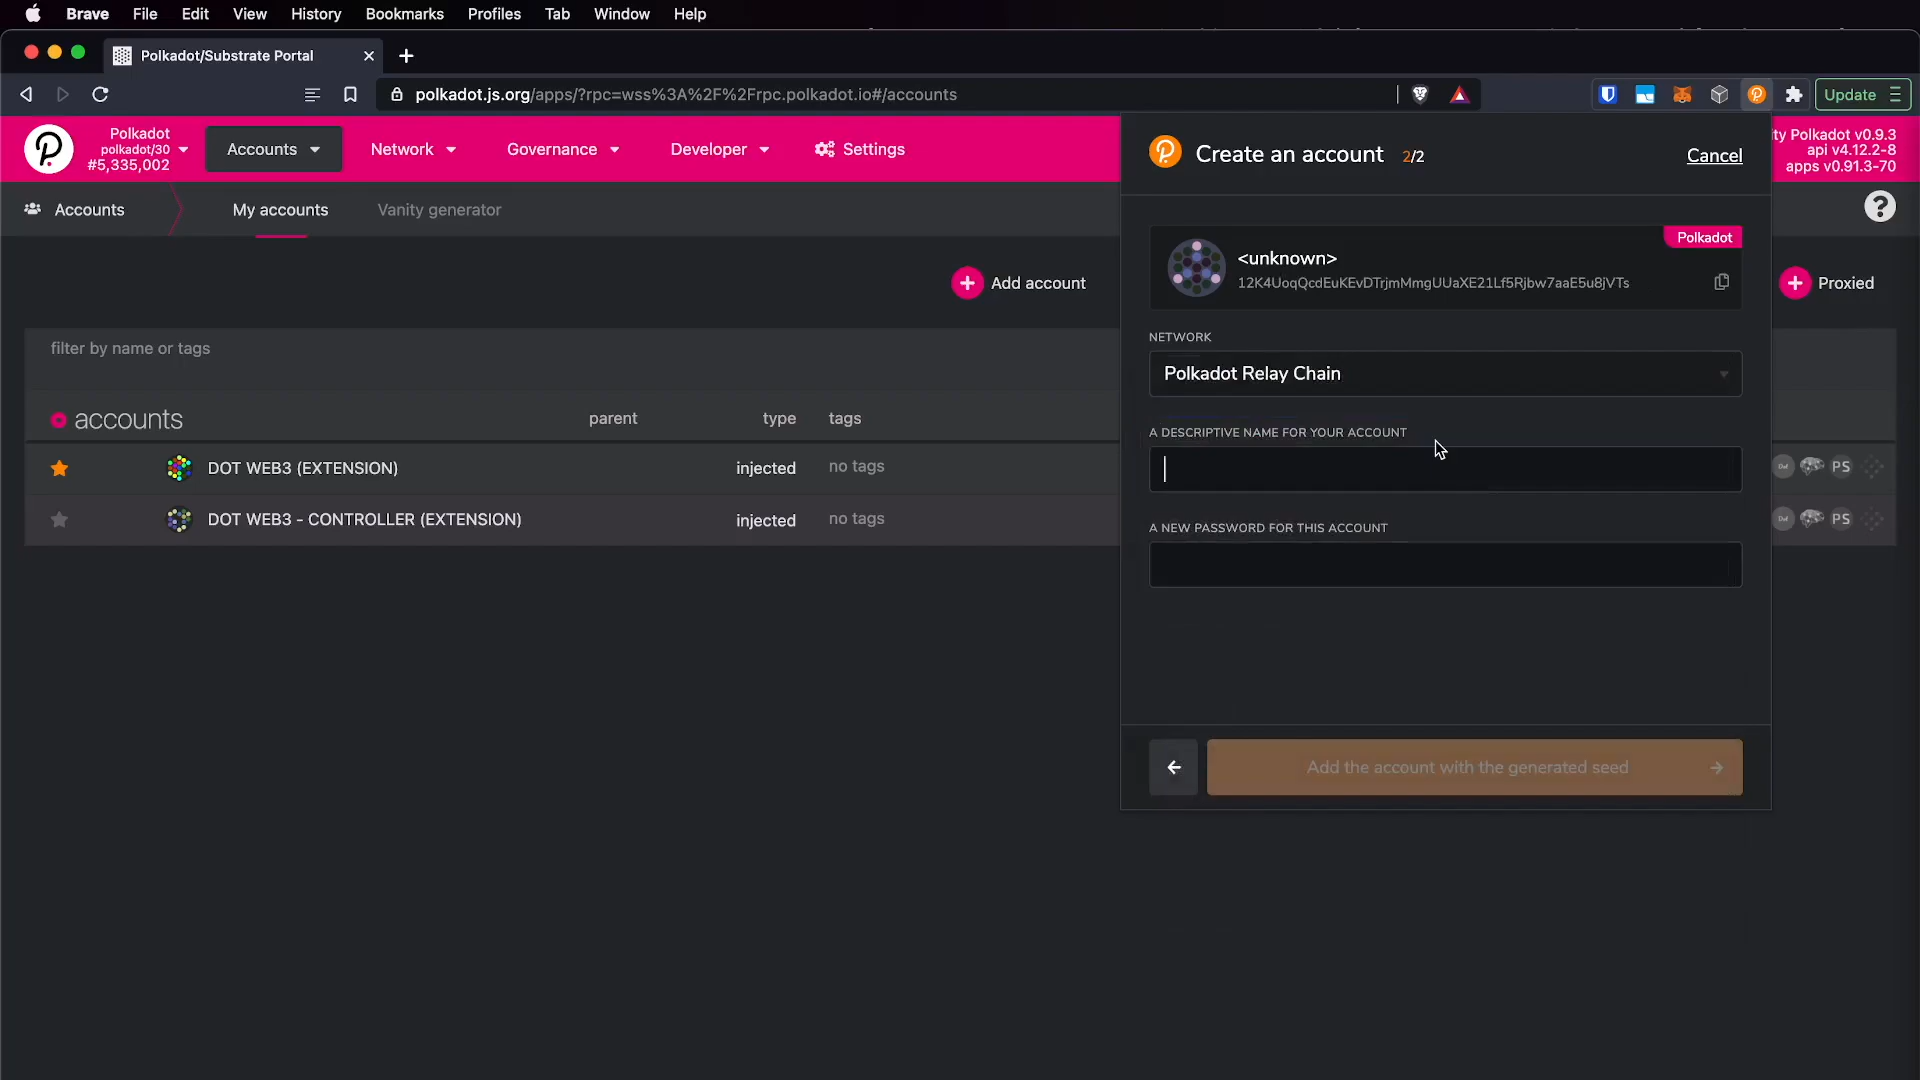 Brave File Edit View History Bookmarks Profiles Tab Window Help
Polkadot/Substrate Portal
polkadot.js.org/apps/?rpc=wss%3A%2F%2Frpc.polkadot.io#/accounts
Update
Polkadot
polkadot/30
#5,335,002
Accounts Network Governance Developer Settings
ty Polkadot v0.9.3
api v4.12.2-8
apps v0.91.3-70
Accounts My accounts Vanity generator
Add account
Proxied
filter by name or tags
accounts parent type tags
DOT WEB3 (EXTENSION) injected no tags
PS
DOT WEB3 - CONTROLLER (EXTENSION) injected no tags
PS
Create an account 2/2 Cancel
Polkadot
<unknown>
12K4UoqQcdEuKEvDTrjmMmgUUaXE21Lf5Rjbw7aaE5u8jVTs
NETWORK
Polkadot Relay Chain
A DESCRIPTIVE NAME FOR YOUR ACCOUNT
A NEW PASSWORD FOR THIS ACCOUNT
Add the account with the generated seed